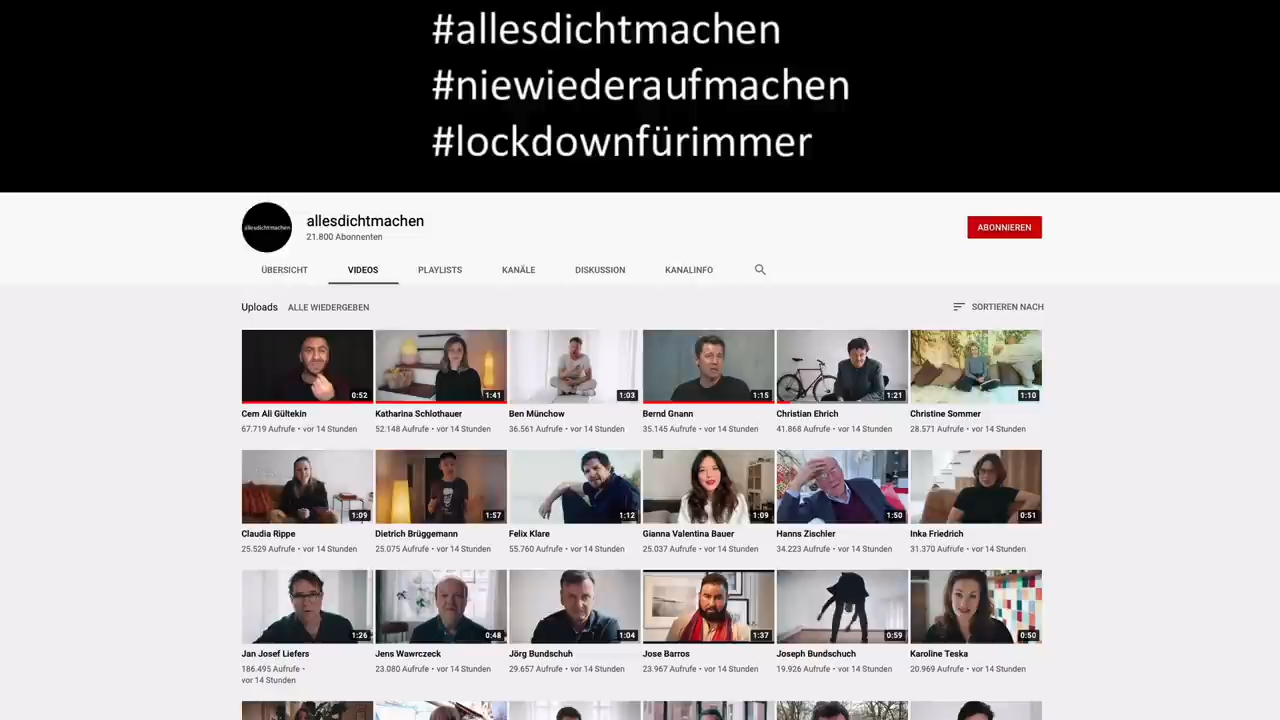 #allesdichtmachen
#niewiederaufmachen
#lockdownfürimmer
allesdichtmachen
allesdichtmachen
21.800 Abonnenten
ABONNIEREN
ÜBERSICHT VIDEOS PLAYLISTS KANÄLE DISKUSSION KANALINFO
Uploads ALLE WIEDERGEBEN SORTIEREN NACH
0:52 1:41 1:03 1:15 1:21 1:10
Cem Ali Gültekin Katharina Schlothauer Ben Münchow Bernd Gnann Christian Ehrich Christine Sommer
67.719 Aufrufe • vor 14 Stunden 52.148 Aufrufe • vor 14 Stunden 36.561 Aufrufe • vor 14 Stunden 35.145 Aufrufe • vor 14 Stunden 41.868 Aufrufe • vor 14 Stunden 28.571 Aufrufe • vor 14 Stunden
1:09 1:57 1:12 1:09 1:50 0:51
Claudia Rippe Dietrich Brüggemann Felix Klare Gianna Valentina Bauer Hanns Zischler Inka Friedrich
25.529 Aufrufe • vor 14 Stunden 25.075 Aufrufe • vor 14 Stunden 55.760 Aufrufe • vor 14 Stunden 25.037 Aufrufe • vor 14 Stunden 34.223 Aufrufe • vor 14 Stunden 31.370 Aufrufe • vor 14 Stunden
1:26 0:48 1:04 1:37 0:59 0:50
Jan Josef Liefers Jens Wawrczeck Jörg Bundschuh Jose Barros Joseph Bundschuch Karoline Teska
186.495 Aufrufe • 23.080 Aufrufe • vor 14 Stunden 29.657 Aufrufe • vor 14 Stunden 23.967 Aufrufe • vor 14 Stunden 19.926 Aufrufe • vor 14 Stunden 20.969 Aufrufe • vor 14 Stunden
vor 14 Stunden